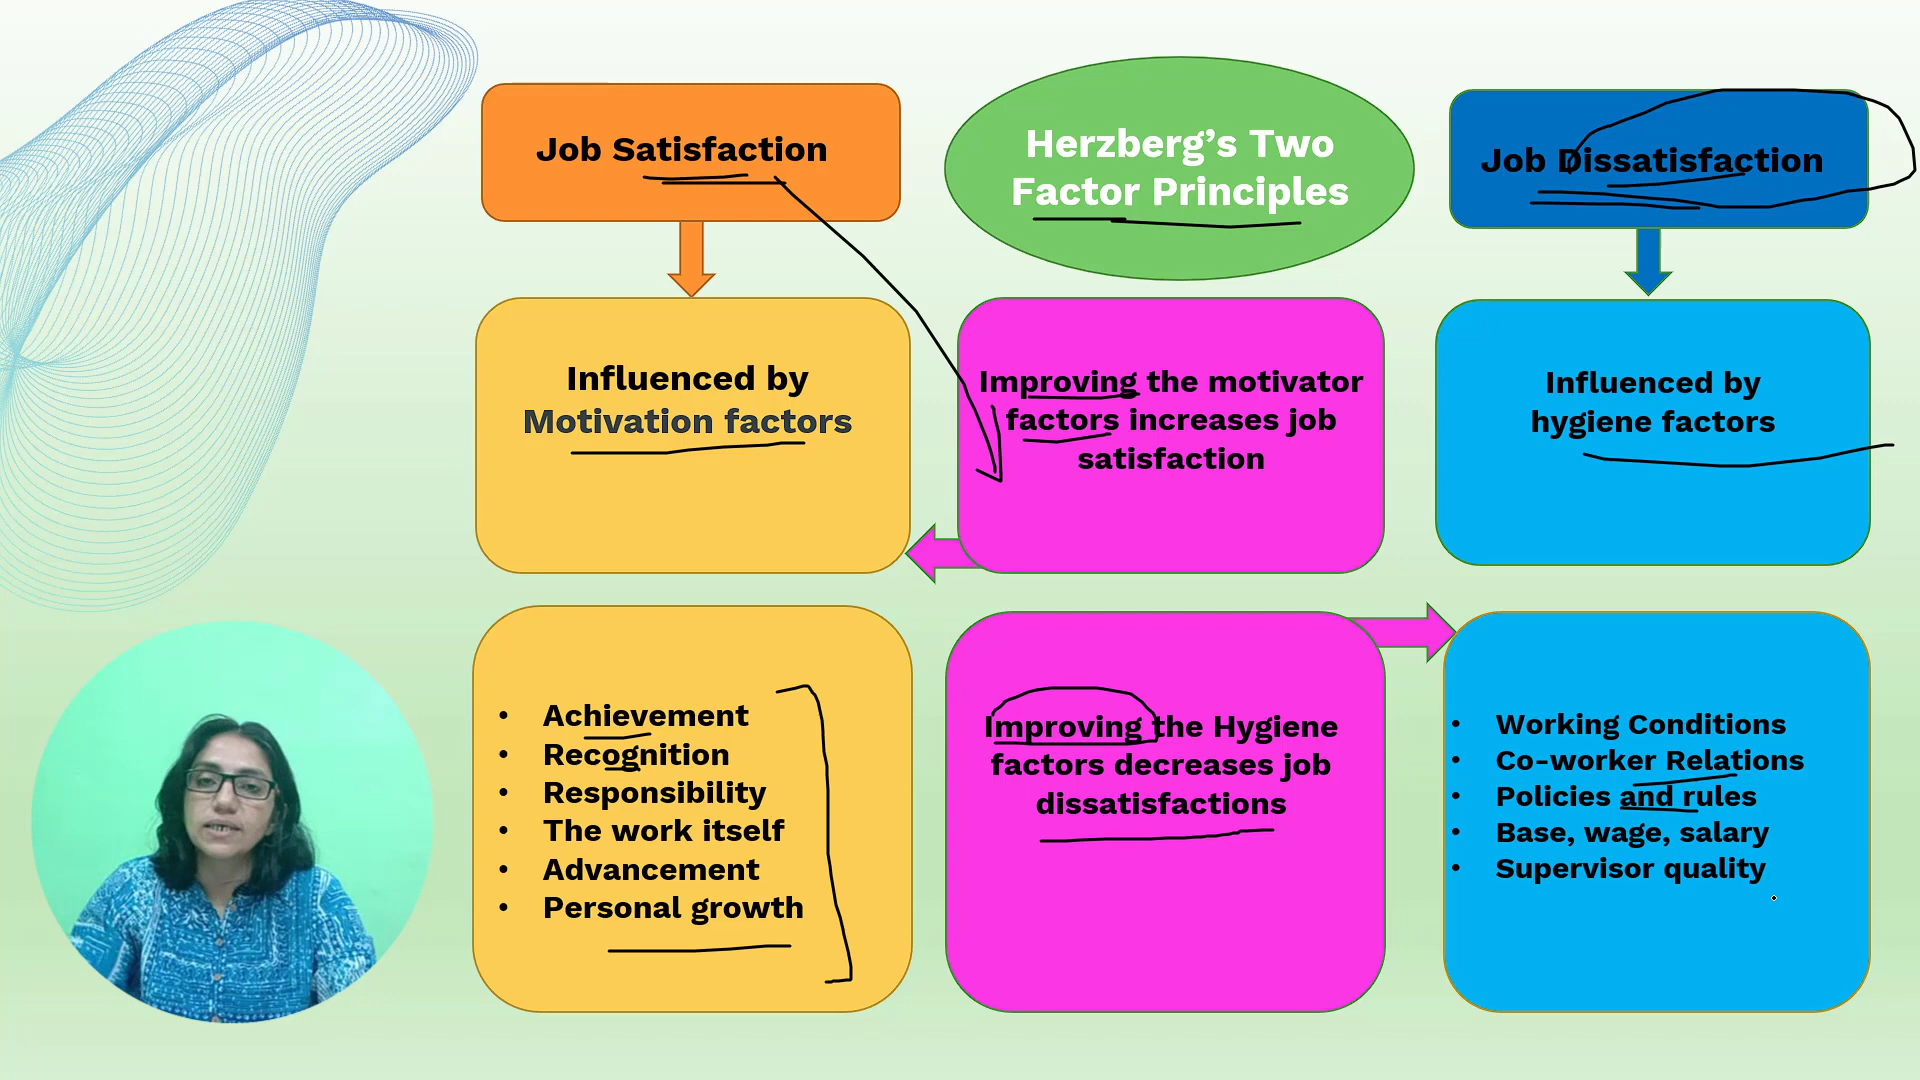 Job Satisfaction
Herzberg’s Two
Factor Principles
Job Dissatisfaction
Influenced by
Motivation factors
Improving the motivator
factors increases job
satisfaction
Influenced by
hygiene factors
• Achievement
• Recognition
• Responsibility
• The work itself
• Advancement
• Personal growth
Improving the Hygiene
factors decreases job
dissatisfactions
• Working Conditions
• Co-worker Relations
• Policies and rules
• Base, wage, salary
• Supervisor quality